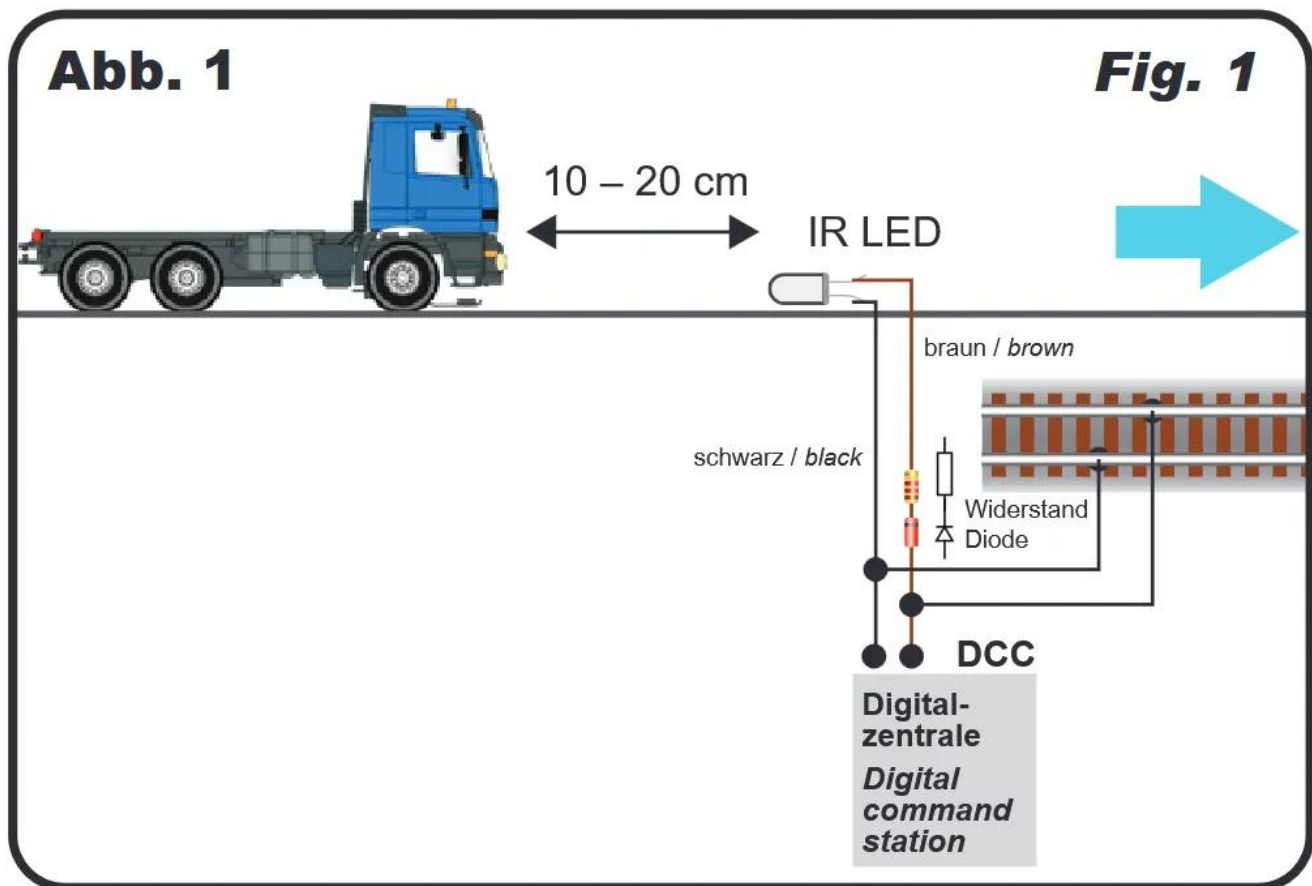 Abb. 1
Fig. 1
10 – 20 cm
IR LED
braun / brown
schwarz / black
Widerstand
Diode
DCC
Digital-
zentrale
Digital
command
station